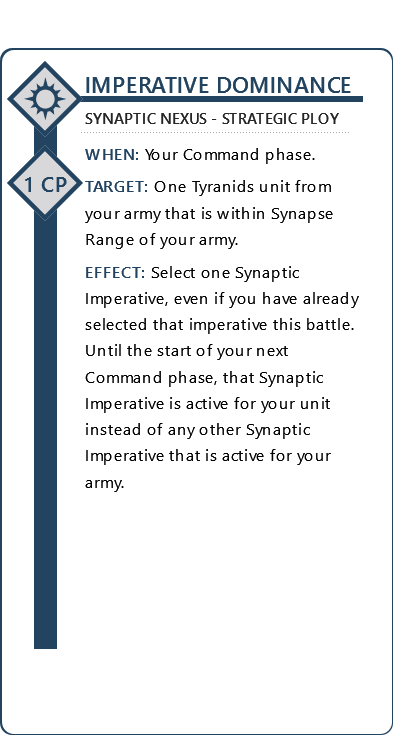 IMPERATIVE DOMINANCE
SYNAPTIC NEXUS - STRATEGIC PLOY
1 CP
WHEN: Your Command phase.
TARGET: One Tyranids unit from
your army that is within Synapse
Range of your army.
EFFECT: Select one Synaptic
Imperative, even if you have already
selected that imperative this battle.
Until the start of your next
Command phase, that Synaptic
Imperative is active for your unit
instead of any other Synaptic
Imperative that is active for your
army.